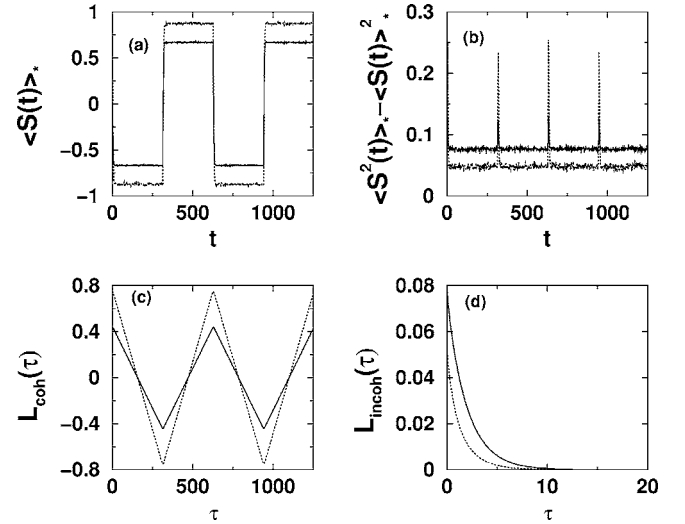 (a)
<S(t)>*
1
0.5
0
−0.5
−1
0
500
1000
t
(b)
<S²(t)>*−<S(t)>²*
0.3
0.2
0.1
0
0
500
1000
t
(c)
L_coh(τ)
0.8
0.4
0
−0.4
−0.8
0
500
1000
τ
(d)
L_incoh(τ)
0.08
0.06
0.04
0.02
0
0
5
10
15
20
τ